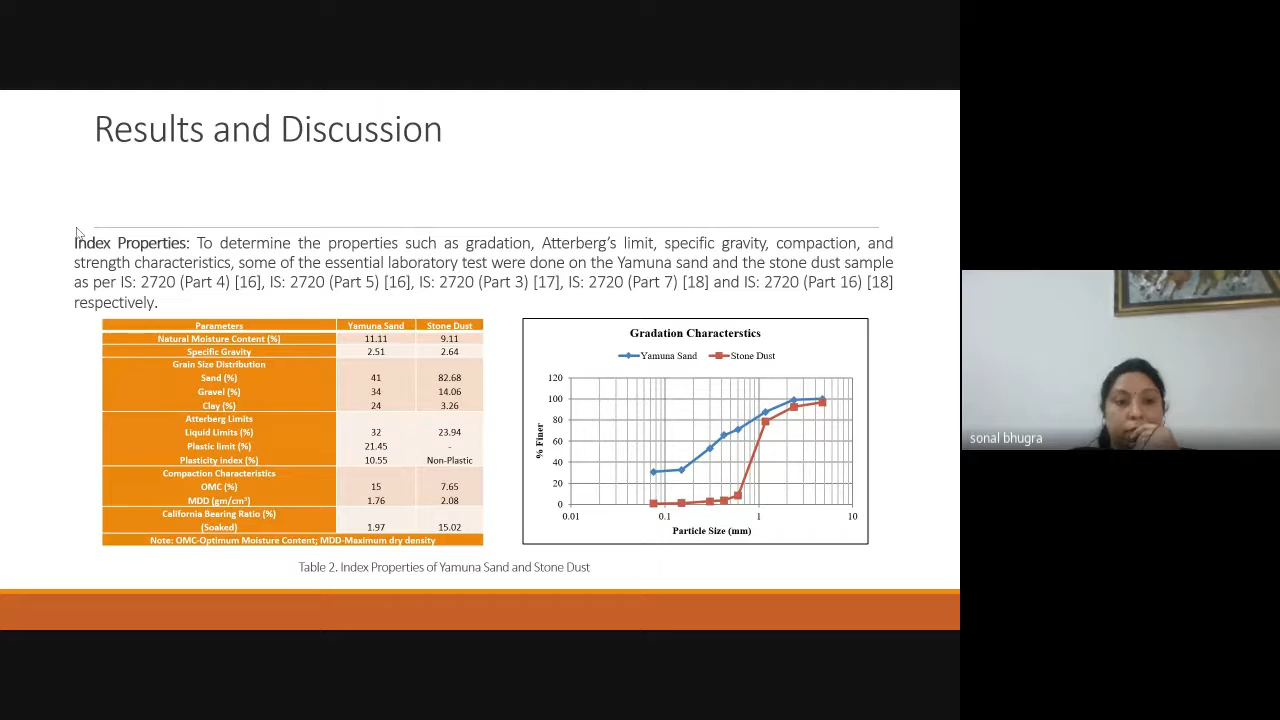 Results and Discussion
Index Properties: To determine the properties such as gradation, Atterberg's limit, specific gravity, compaction, and
strength characteristics, some of the essential laboratory test were done on the Yamuna sand and the stone dust sample
as per IS: 2720 (Part 4) [16], IS: 2720 (Part 5) [16], IS: 2720 (Part 3) [17], IS: 2720 (Part 7) [18] and IS: 2720 (Part 16) [18]
respectively.
Parameters Yamuna Sand Stone Dust
Natural Moisture Content (%) 11.11 9.11
Specific Gravity 2.51 2.64
Grain Size Distribution
Sand (%) 41 82.68
Gravel (%) 34 14.06
Clay (%) 24 3.26
Atterberg Limits
Liquid Limits (%) 32 23.94
Plastic limit (%) 21.45 -
Plasticity index (%) 10.55 Non-Plastic
Compaction Characteristics
OMC (%) 15 7.65
MDD (gm/cm³) 1.76 2.08
California Bearing Ratio (%)
(Soaked) 1.97 15.02
Note: OMC-Optimum Moisture Content; MDD-Maximum dry density
Table 2. Index Properties of Yamuna Sand and Stone Dust
Gradation Characterstics
Yamuna Sand Stone Dust
120
100
80
60
40
20
0
% Finer
0.01 0.1 1 10
Particle Size (mm)
sonal bhugra